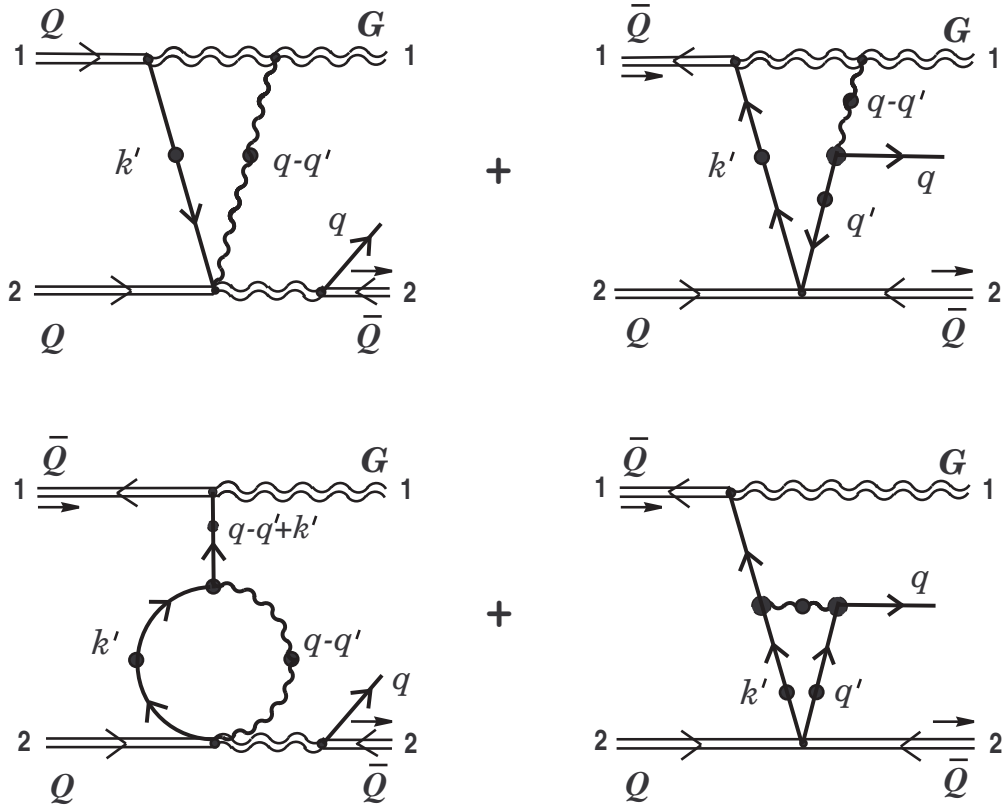 Q G Q̄ G
1 1 1 1
k′ q-q′ + k′ q-q′ q
q q′
2 2 2 2
Q Q̄ Q Q̄
Q̄ G Q̄ G
1 1 1 1
q-q′+k′
k′ q-q′ + q
q k′ q′
2 2 2 2
Q Q̄ Q Q̄